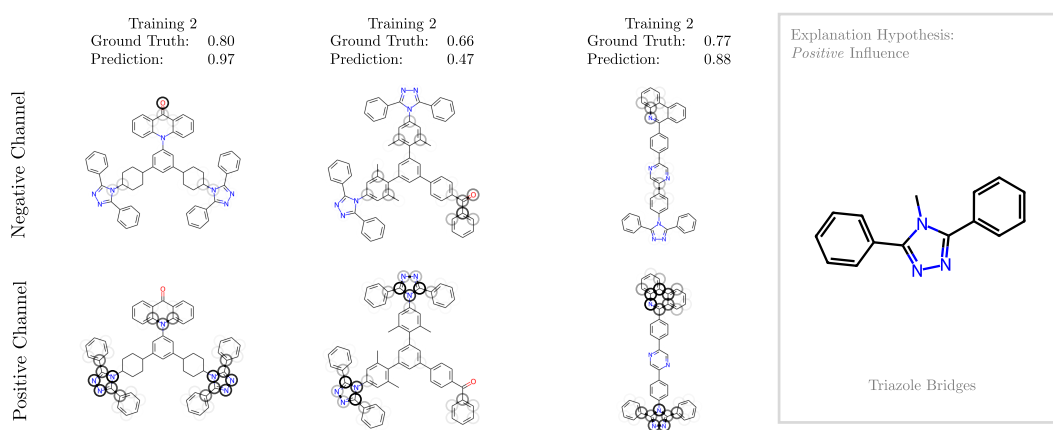 Training 2
Ground Truth: 0.80
Prediction: 0.97
Training 2
Ground Truth: 0.66
Prediction: 0.47
Training 2
Ground Truth: 0.77
Prediction: 0.88
Explanation Hypothesis:
Positive Influence
Negative Channel
Positive Channel
N
N
N
Triazole Bridges